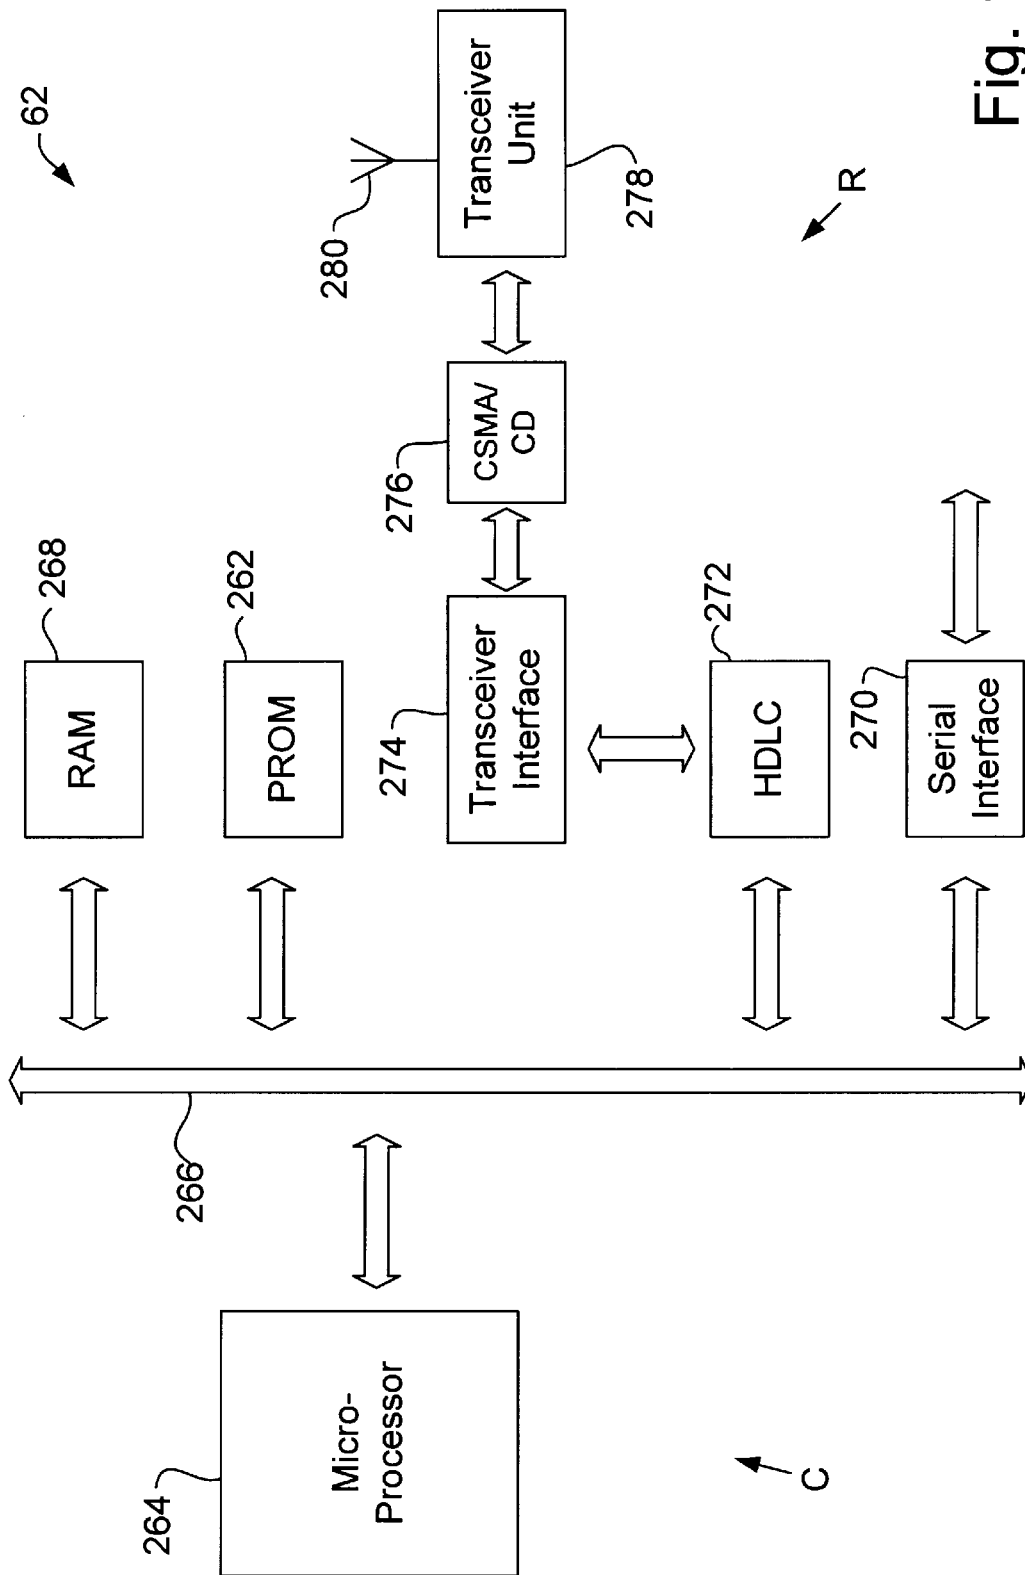 62
268
RAM
262
PROM
280
Transceiver
Unit
278
276
CSMA/
CD
274
Transceiver
Interface
272
HDLC
270
Serial
Interface
266
264
Micro-
Processor
R
C
Fig.